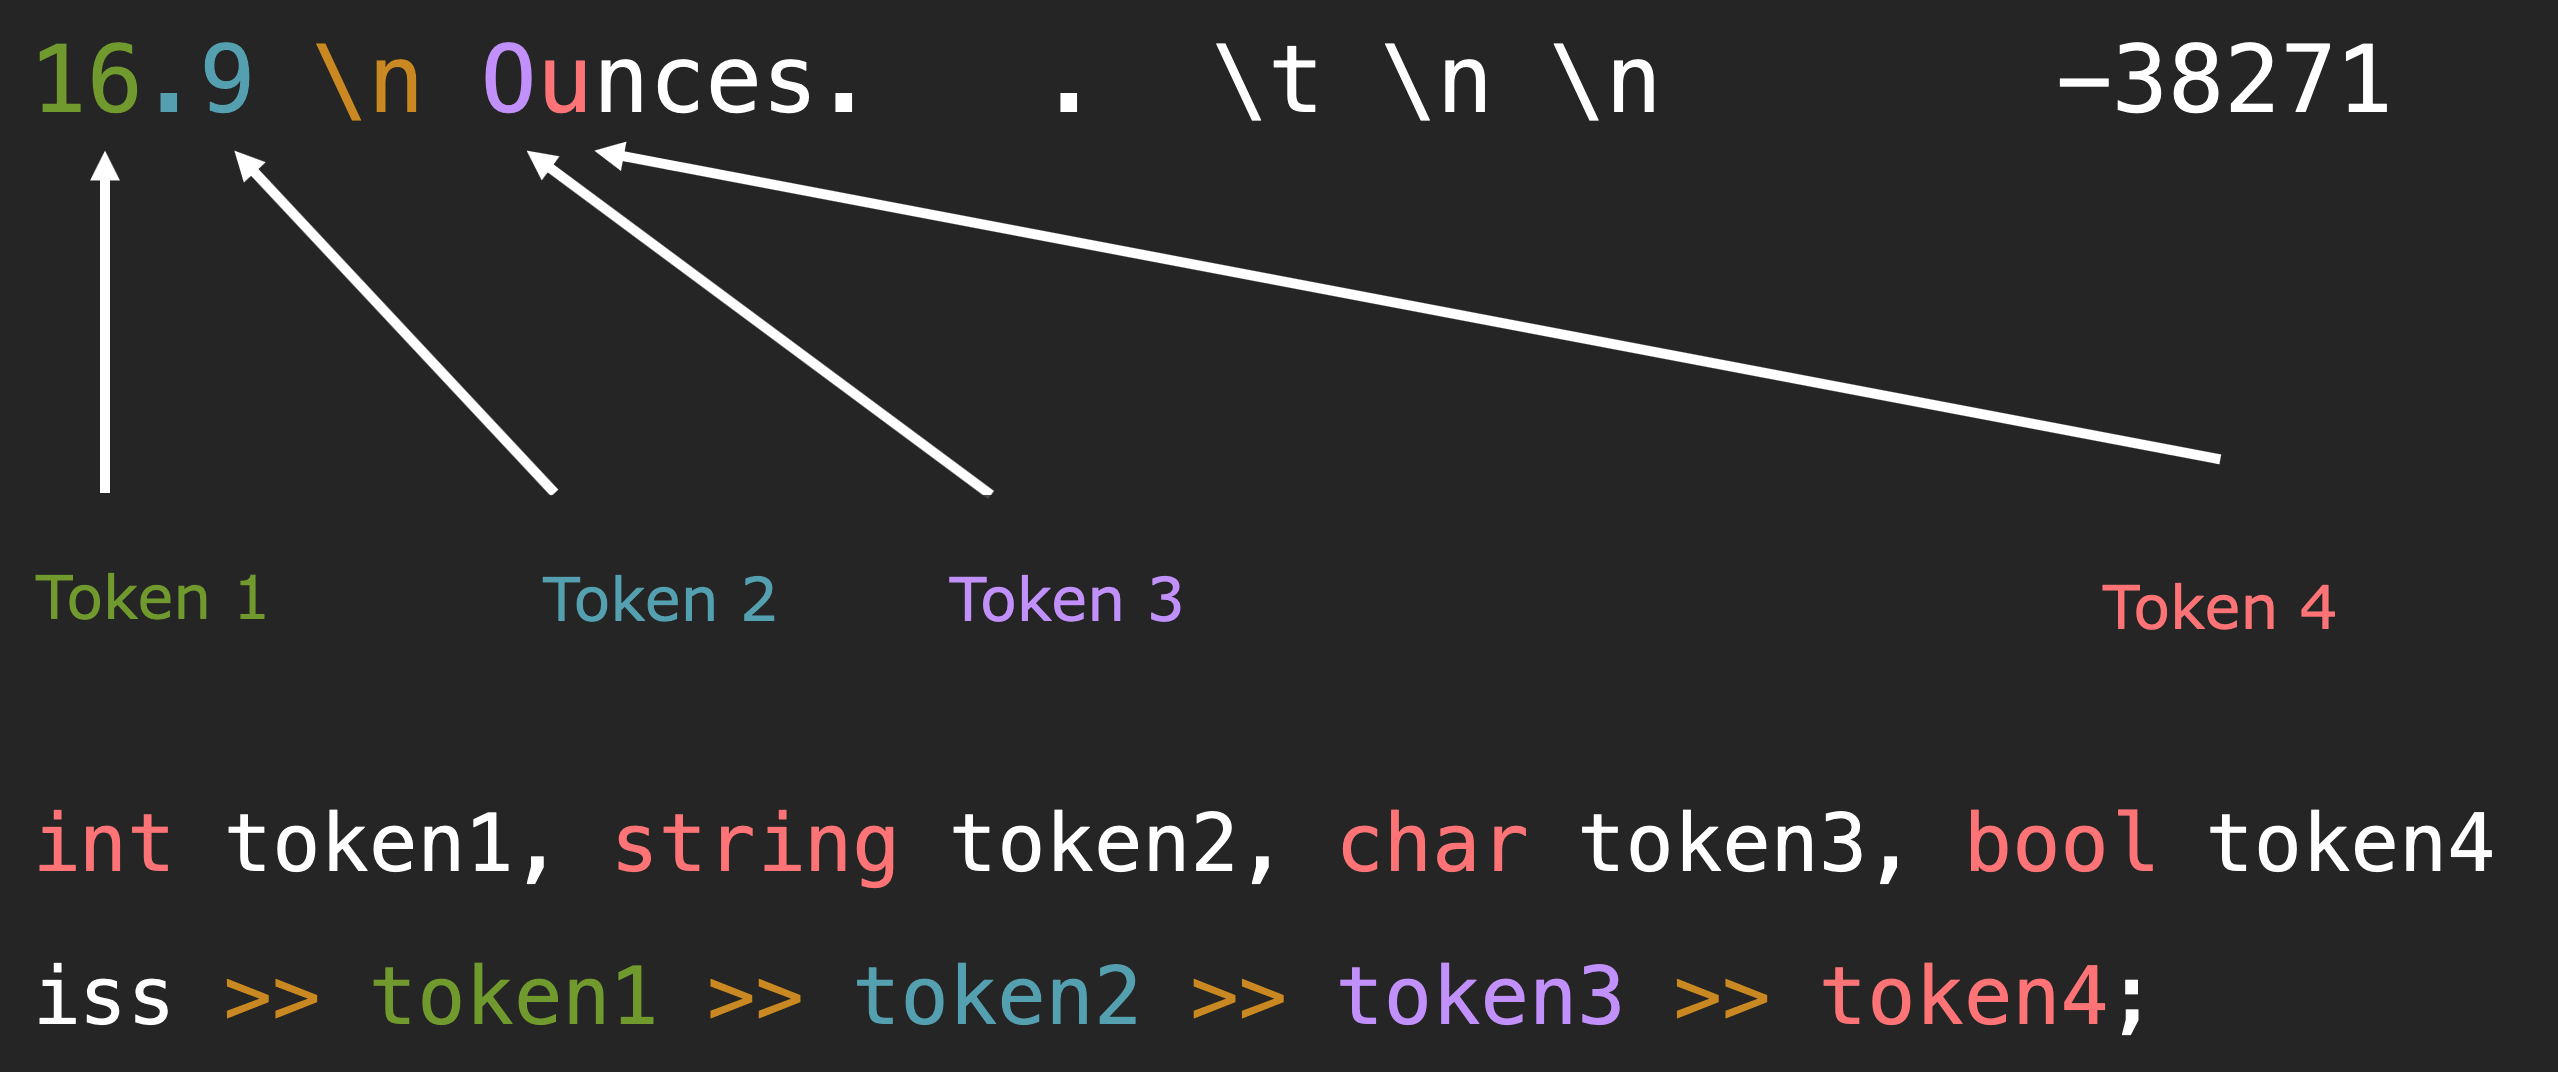 16.9 \n Ounces.   .  \t \n \n       -38271
Token 1 Token 2 Token 3 Token 4
int token1, string token2, char token3, bool token4
iss >> token1 >> token2 >> token3 >> token4;